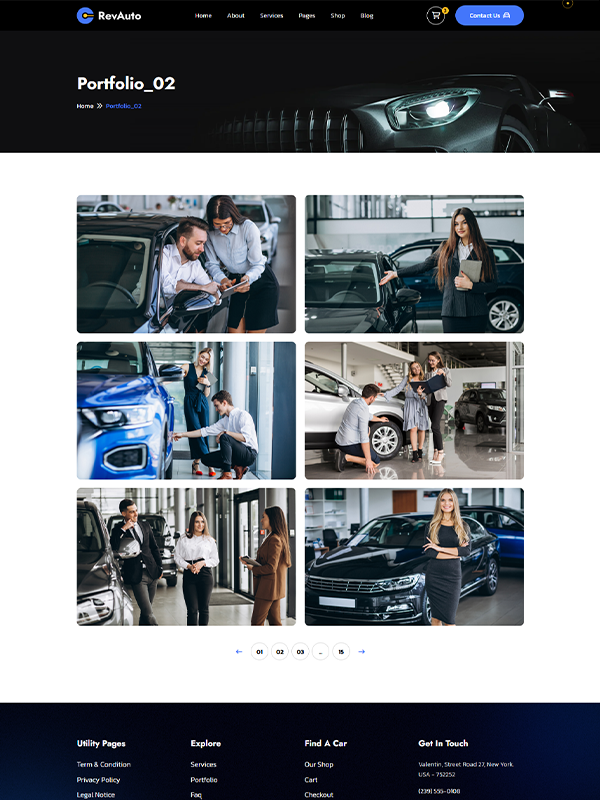 RevAuto
Home About Services Pages Shop Blog
Contact Us
Portfolio_02
Home Portfolio_02
01 02 03 ... 15
Utility Pages Explore Find A Car Get In Touch
Term & Condition Services Our Shop Valentin, Street Road 27, New York.
USA - 752252
Privacy Policy Portfolio Cart
Legal Notice Faq Checkout (239) 555-0108